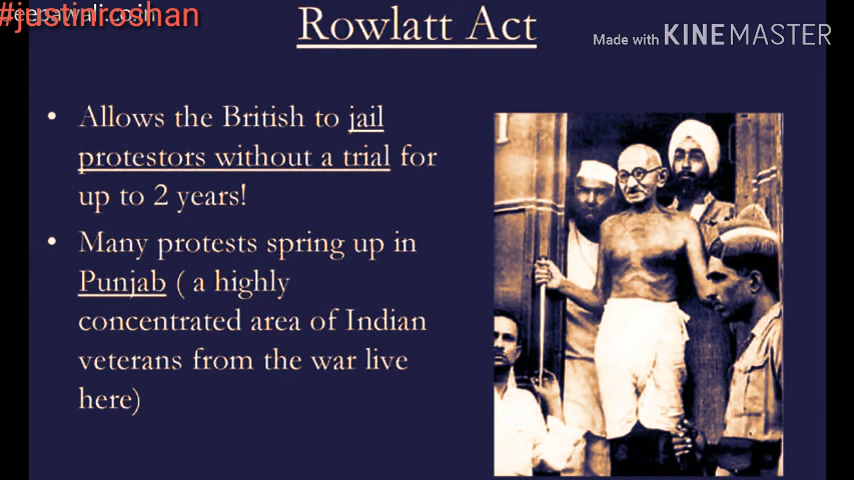 #justinroshan
Rowlatt Act
Made with KINEMASTER
• Allows the British to jail
protestors without a trial for
up to 2 years!
• Many protests spring up in
Punjab ( a highly
concentrated area of Indian
veterans from the war live
here)